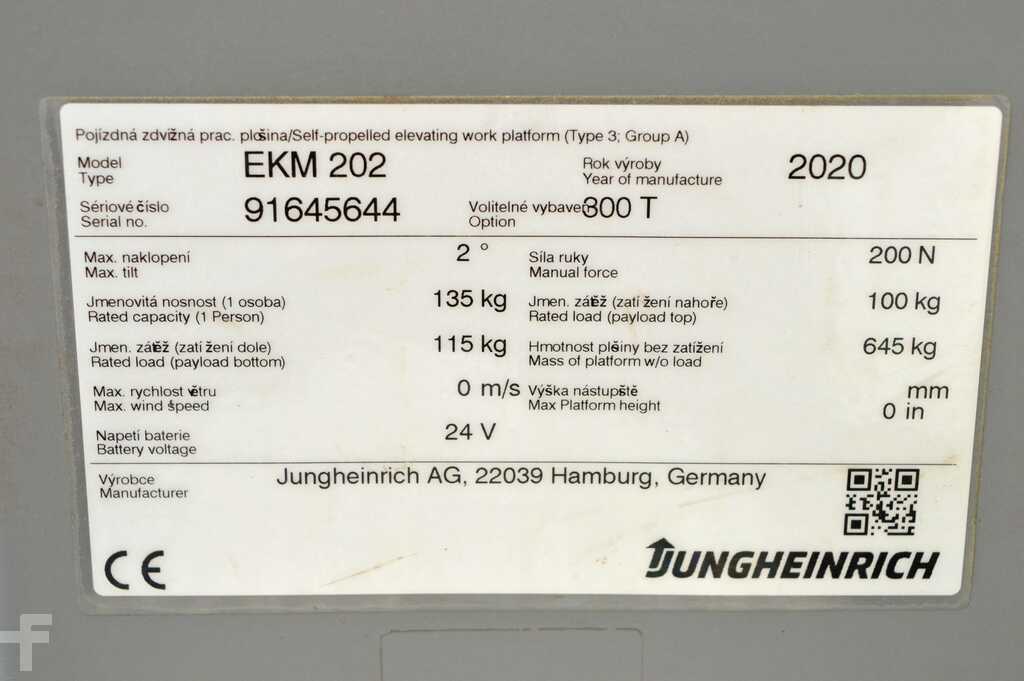 Pojízdná zdvižná prac. plošina/Self-propelled elevating work platform (Type 3; Group A)
Model EKM 202 Rok výroby 2020
Type Year of manufacture
Sériové číslo 91645644 Volitelné vybavení 300 T
Serial no. Option
Max. naklopení 2 ° Síla ruky 200 N
Max. tilt Manual force
Jmenovitá nosnost (1 osoba) 135 kg Jmen. zátěž (zatížení nahoře) 100 kg
Rated capacity (1 Person) Rated load (payload top)
Jmen. zátěž (zatížení dole) 115 kg Hmotnost plšiny bez zatížení 645 kg
Rated load (payload bottom) Mass of platform w/o load
Max. rychlost větru 0 m/s Výška nástupiště mm
Max. wind speed Max Platform height 0 in
Napetí baterie 24 V
Battery voltage
Výrobce Jungheinrich AG, 22039 Hamburg, Germany
Manufacturer
CE JUNGHEINRICH